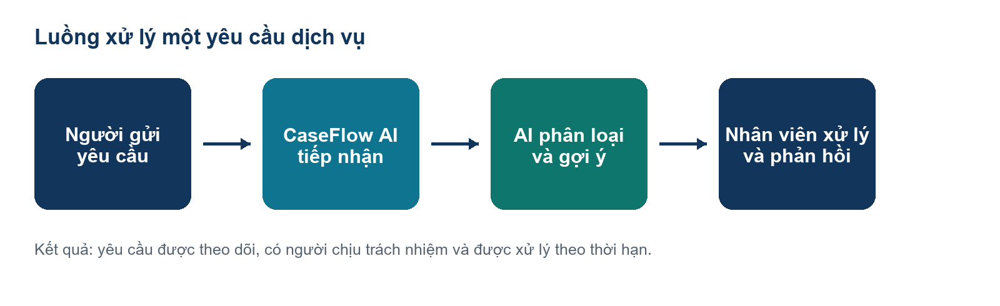 Luồng xử lý một yêu cầu dịch vụ
Người gửi
yêu cầu
CaseFlow AI
tiếp nhận
AI phân loại
và gợi ý
Nhân viên xử lý
và phản hồi
Kết quả: yêu cầu được theo dõi, có người chịu trách nhiệm và được xử lý theo thời hạn.